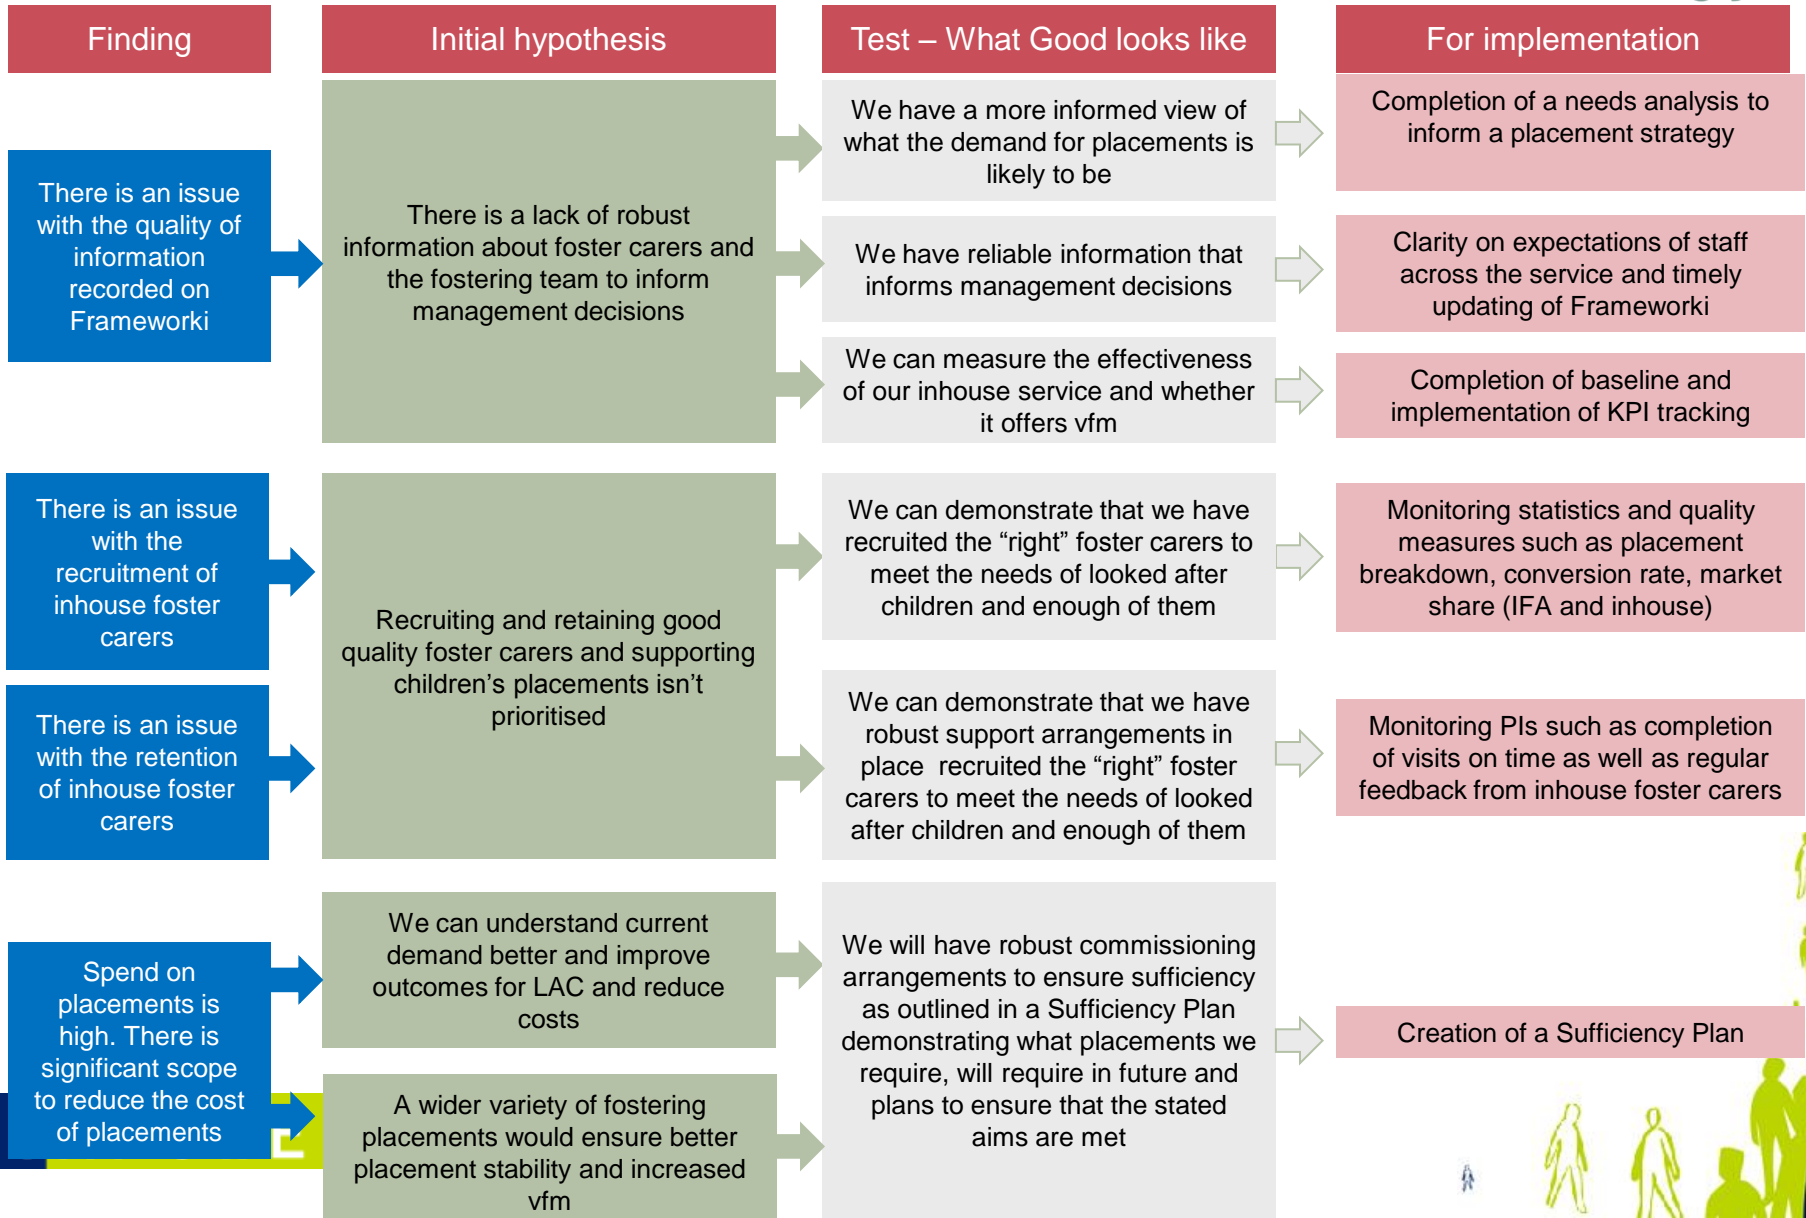 Finding
Initial hypothesis
Test – What Good looks like
For implementation
There is an issue
with the quality of
information
recorded on
Frameworki
There is a lack of robust
information about foster carers and
the fostering team to inform
management decisions
We have a more informed view of
what the demand for placements is
likely to be
Completion of a needs analysis to
inform a placement strategy
We have reliable information that
informs management decisions
Clarity on expectations of staff
across the service and timely
updating of Frameworki
We can measure the effectiveness
of our inhouse service and whether
it offers vfm
Completion of baseline and
implementation of KPI tracking
There is an issue
with the
recruitment of
inhouse foster
carers
There is an issue
with the retention
of inhouse foster
carers
Recruiting and retaining good
quality foster carers and supporting
children’s placements isn’t
prioritised
We can demonstrate that we have
recruited the “right” foster carers to
meet the needs of looked after
children and enough of them
Monitoring statistics and quality
measures such as placement
breakdown, conversion rate, market
share (IFA and inhouse)
We can demonstrate that we have
robust support arrangements in
place recruited the “right” foster
carers to meet the needs of looked
after children and enough of them
Monitoring PIs such as completion
of visits on time as well as regular
feedback from inhouse foster carers
Spend on
placements is
high. There is
significant scope
to reduce the cost
of placements
We can understand current
demand better and improve
outcomes for LAC and reduce
costs
A wider variety of fostering
placements would ensure better
placement stability and increased
vfm
We will have robust commissioning
arrangements to ensure sufficiency
as outlined in a Sufficiency Plan
demonstrating what placements we
require, will require in future and
plans to ensure that the stated
aims are met
Creation of a Sufficiency Plan